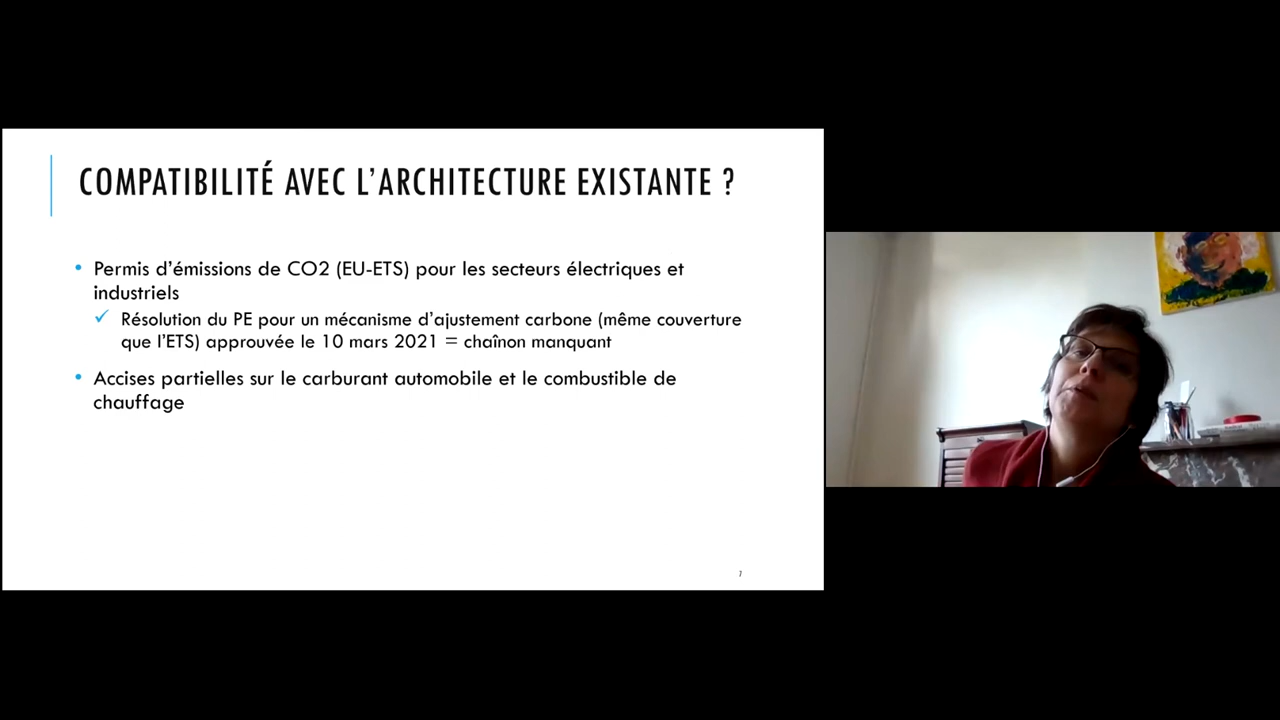 COMPATIBILITÉ AVEC L'ARCHITECTURE EXISTANTE ?
• Permis d'émissions de CO2 (EU-ETS) pour les secteurs électriques et
industriels
✓ Résolution du PE pour un mécanisme d'ajustement carbone (même couverture
que l'ETS) approuvée le 10 mars 2021 = chaînon manquant
• Accises partielles sur le carburant automobile et le combustible de
chauffage
7